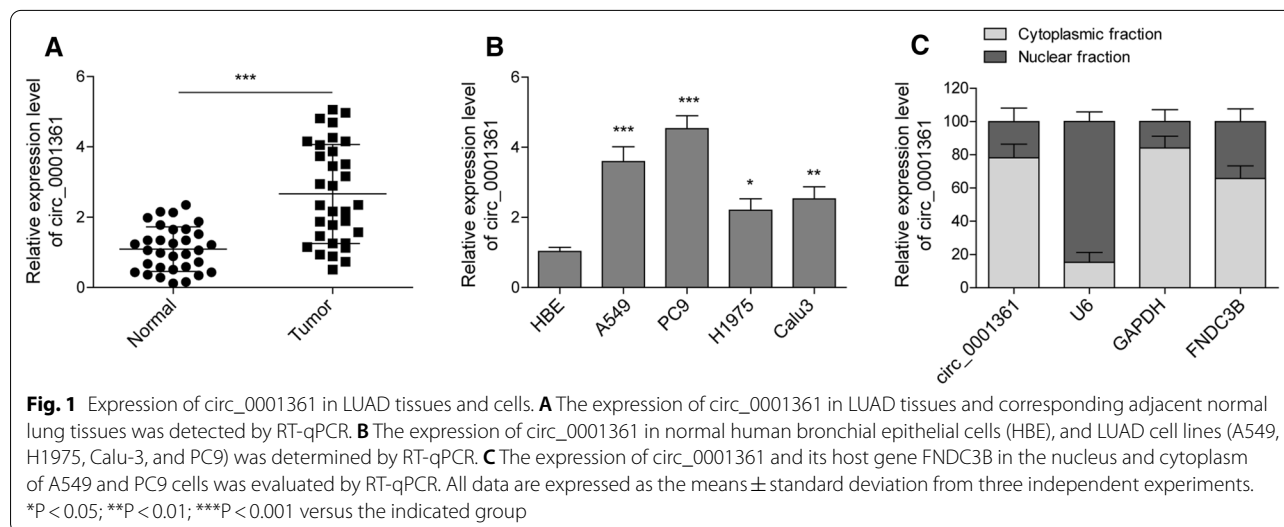 A
Relative expression level
of circ_0001361
6
4
2
0
***
Normal
Tumor
B
Relative expression level
of circ_0001361
6
4
2
0
***
***
*
**
HBE
A549
PC9
H1975
Calu3
C
Cytoplasmic fraction
Nuclear fraction
Relative expression level
of circ_0001361
120
100
80
60
40
20
0
circ_0001361
U6
GAPDH
FNDC3B
Fig. 1 Expression of circ_0001361 in LUAD tissues and cells. A The expression of circ_0001361 in LUAD tissues and corresponding adjacent normal
lung tissues was detected by RT-qPCR. B The expression of circ_0001361 in normal human bronchial epithelial cells (HBE), and LUAD cell lines (A549,
H1975, Calu-3, and PC9) was determined by RT-qPCR. C The expression of circ_0001361 and its host gene FNDC3B in the nucleus and cytoplasm
of A549 and PC9 cells was evaluated by RT-qPCR. All data are expressed as the means ± standard deviation from three independent experiments.
*P < 0.05; **P < 0.01; ***P < 0.001 versus the indicated group